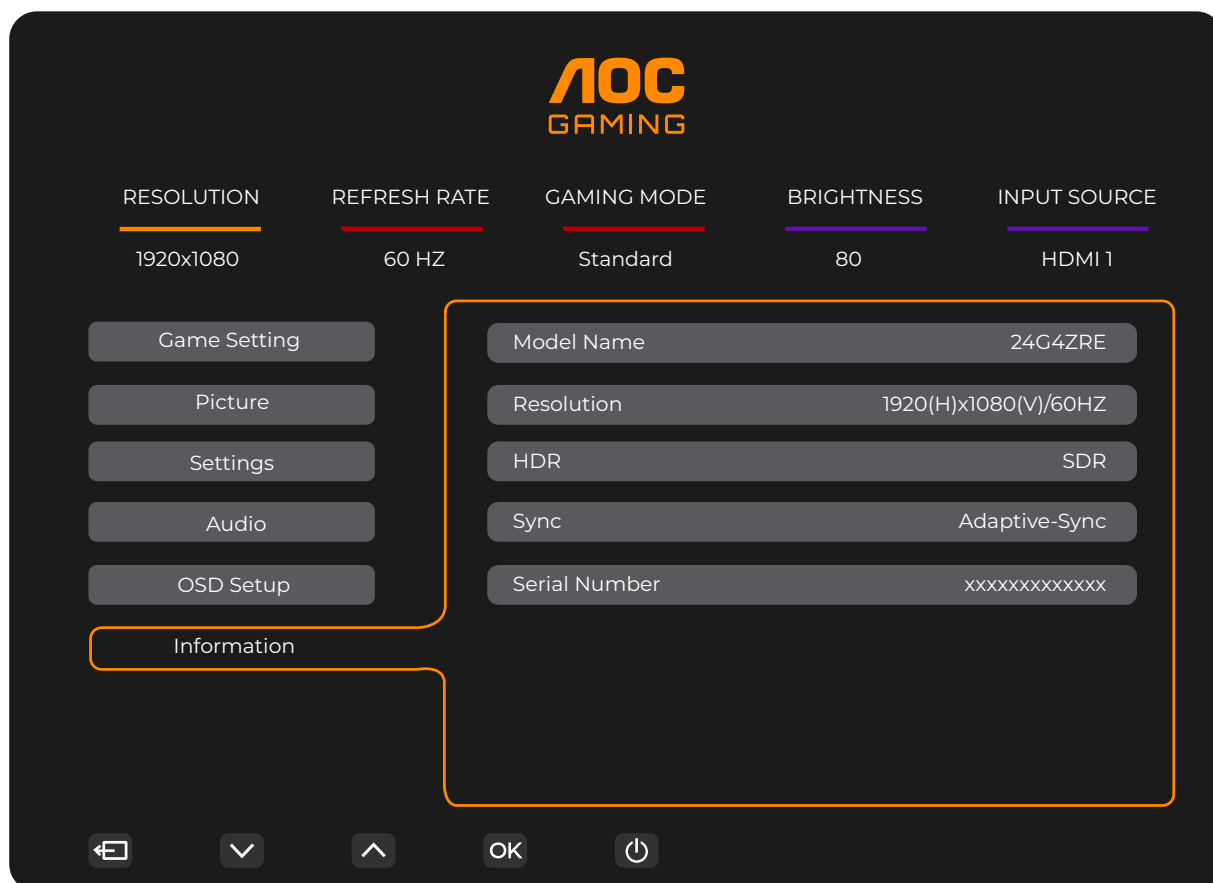 AOC
GAMING
RESOLUTION REFRESH RATE GAMING MODE BRIGHTNESS INPUT SOURCE
1920x1080 60 HZ Standard 80 HDMI 1
Game Setting Model Name 24G4ZRE
Picture Resolution 1920(H)x1080(V)/60HZ
Settings HDR SDR
Audio Sync Adaptive-Sync
OSD Setup Serial Number xxxxxxxxxxxxx
Information
OK